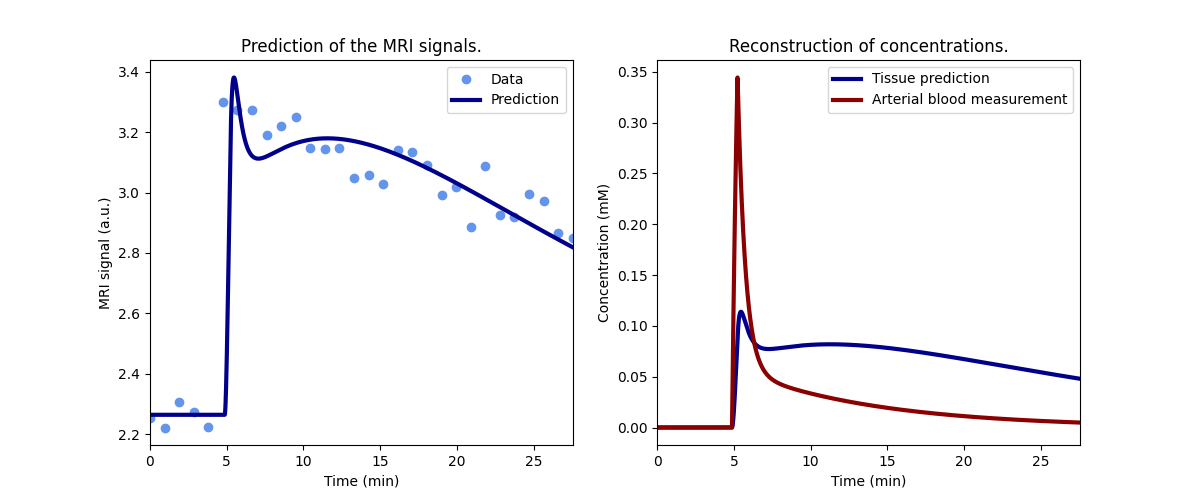 Prediction of the MRI signals.
3.4
3.2
3.0
2.8
2.6
2.4
2.2
MRI signal (a.u.)
0
5
10
15
20
25
Time (min)
Data
Prediction
Reconstruction of concentrations.
0.35
0.30
0.25
0.20
0.15
0.10
0.05
0.00
Concentration (mM)
0
5
10
15
20
25
Time (min)
Tissue prediction
Arterial blood measurement